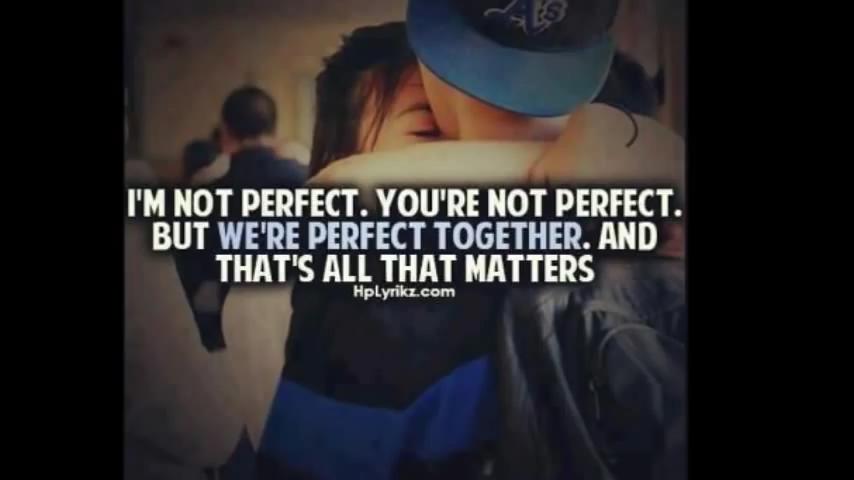 A's
I'M NOT PERFECT. YOU'RE NOT PERFECT.
BUT WE'RE PERFECT TOGETHER. AND
THAT'S ALL THAT MATTERS
HpLyrikz.com